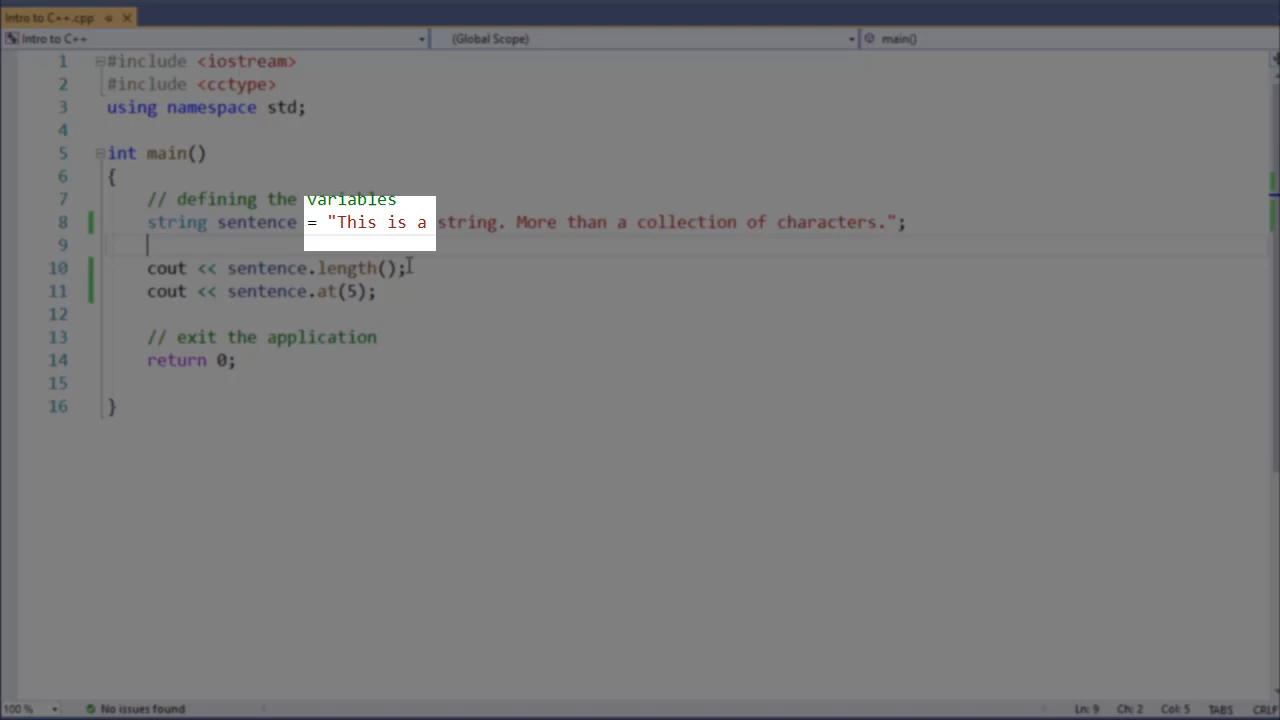 Intro to C++.cpp
Intro to C++ (Global Scope) main()
1 #include <iostream>
2 #include <cctype>
3 using namespace std;
4
5 int main()
6 {
7 // defining the variables
8 string sentence = "This is a string. More than a collection of characters.";
9
10 cout << sentence.length();
11 cout << sentence.at(5);
12
13 // exit the application
14 return 0;
15
16 }
100 % No issues found Ln: 9 Ch: 2 Col: 5 TABS CRLF